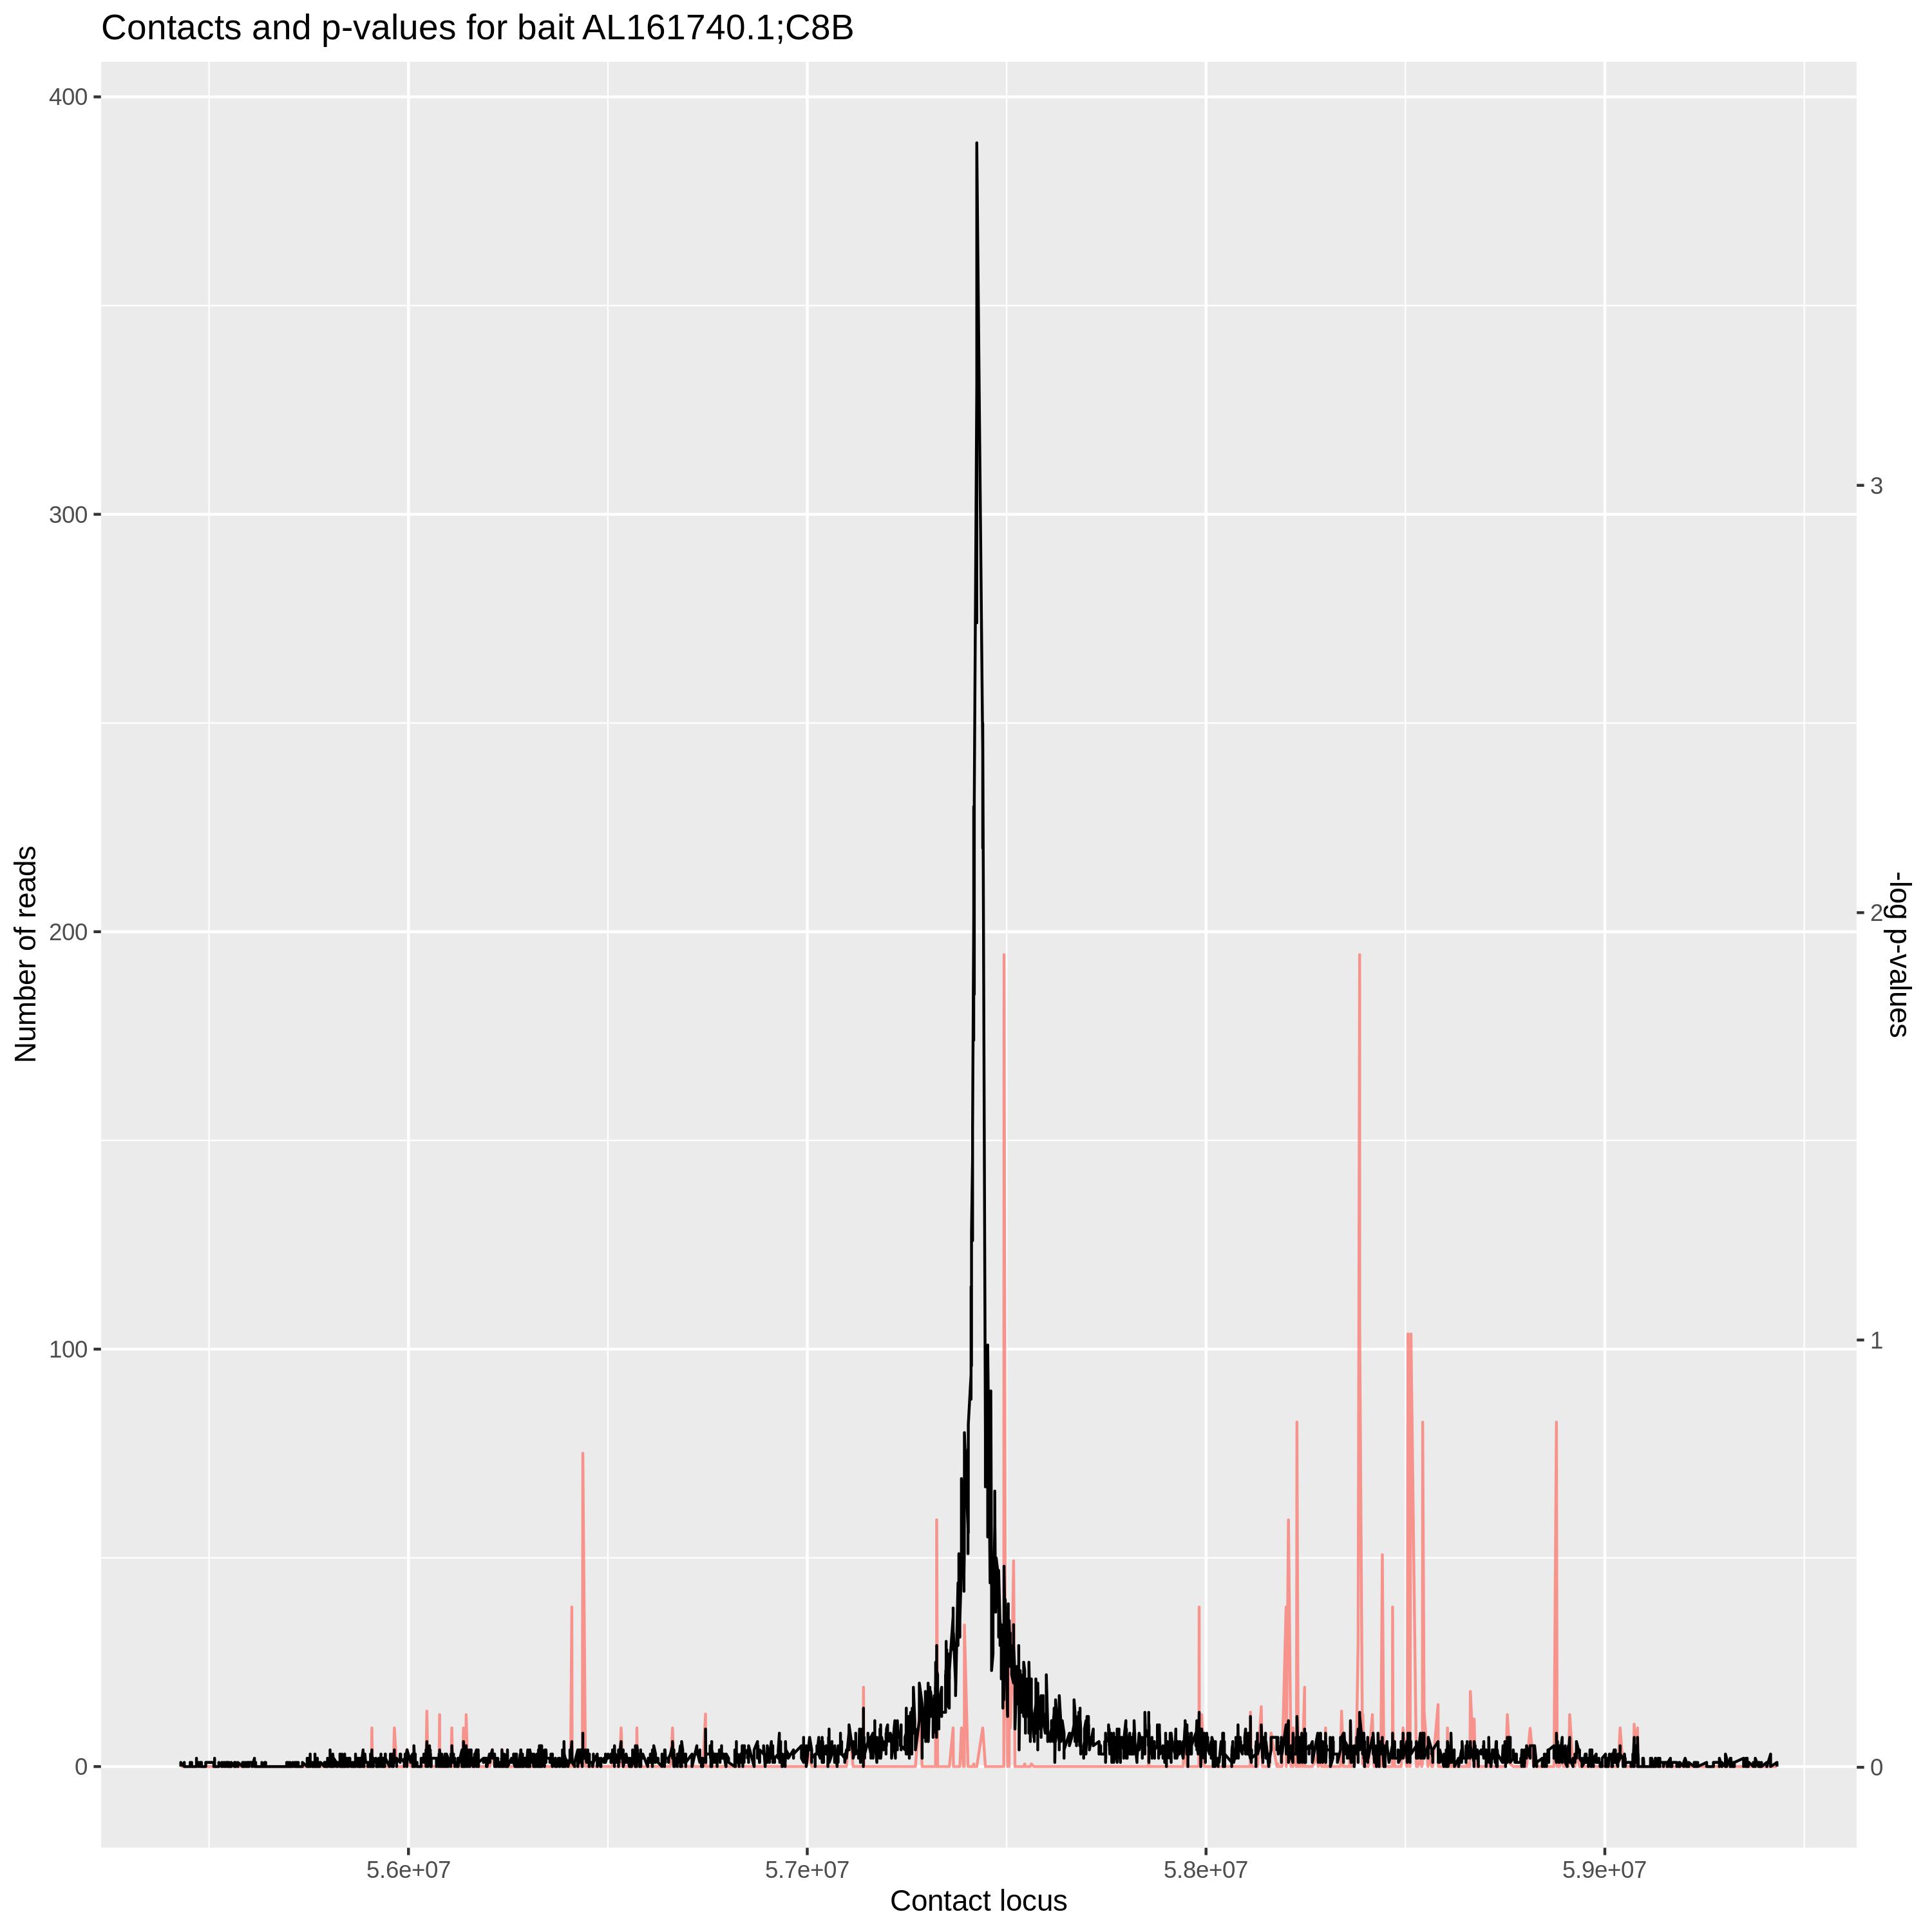 Contacts and p-values for bait AL161740.1;C8B
400
300
200
100
0
Number of reads
3
2
1
0
-log p-values
5.6e+07 5.7e+07 5.8e+07 5.9e+07
Contact locus